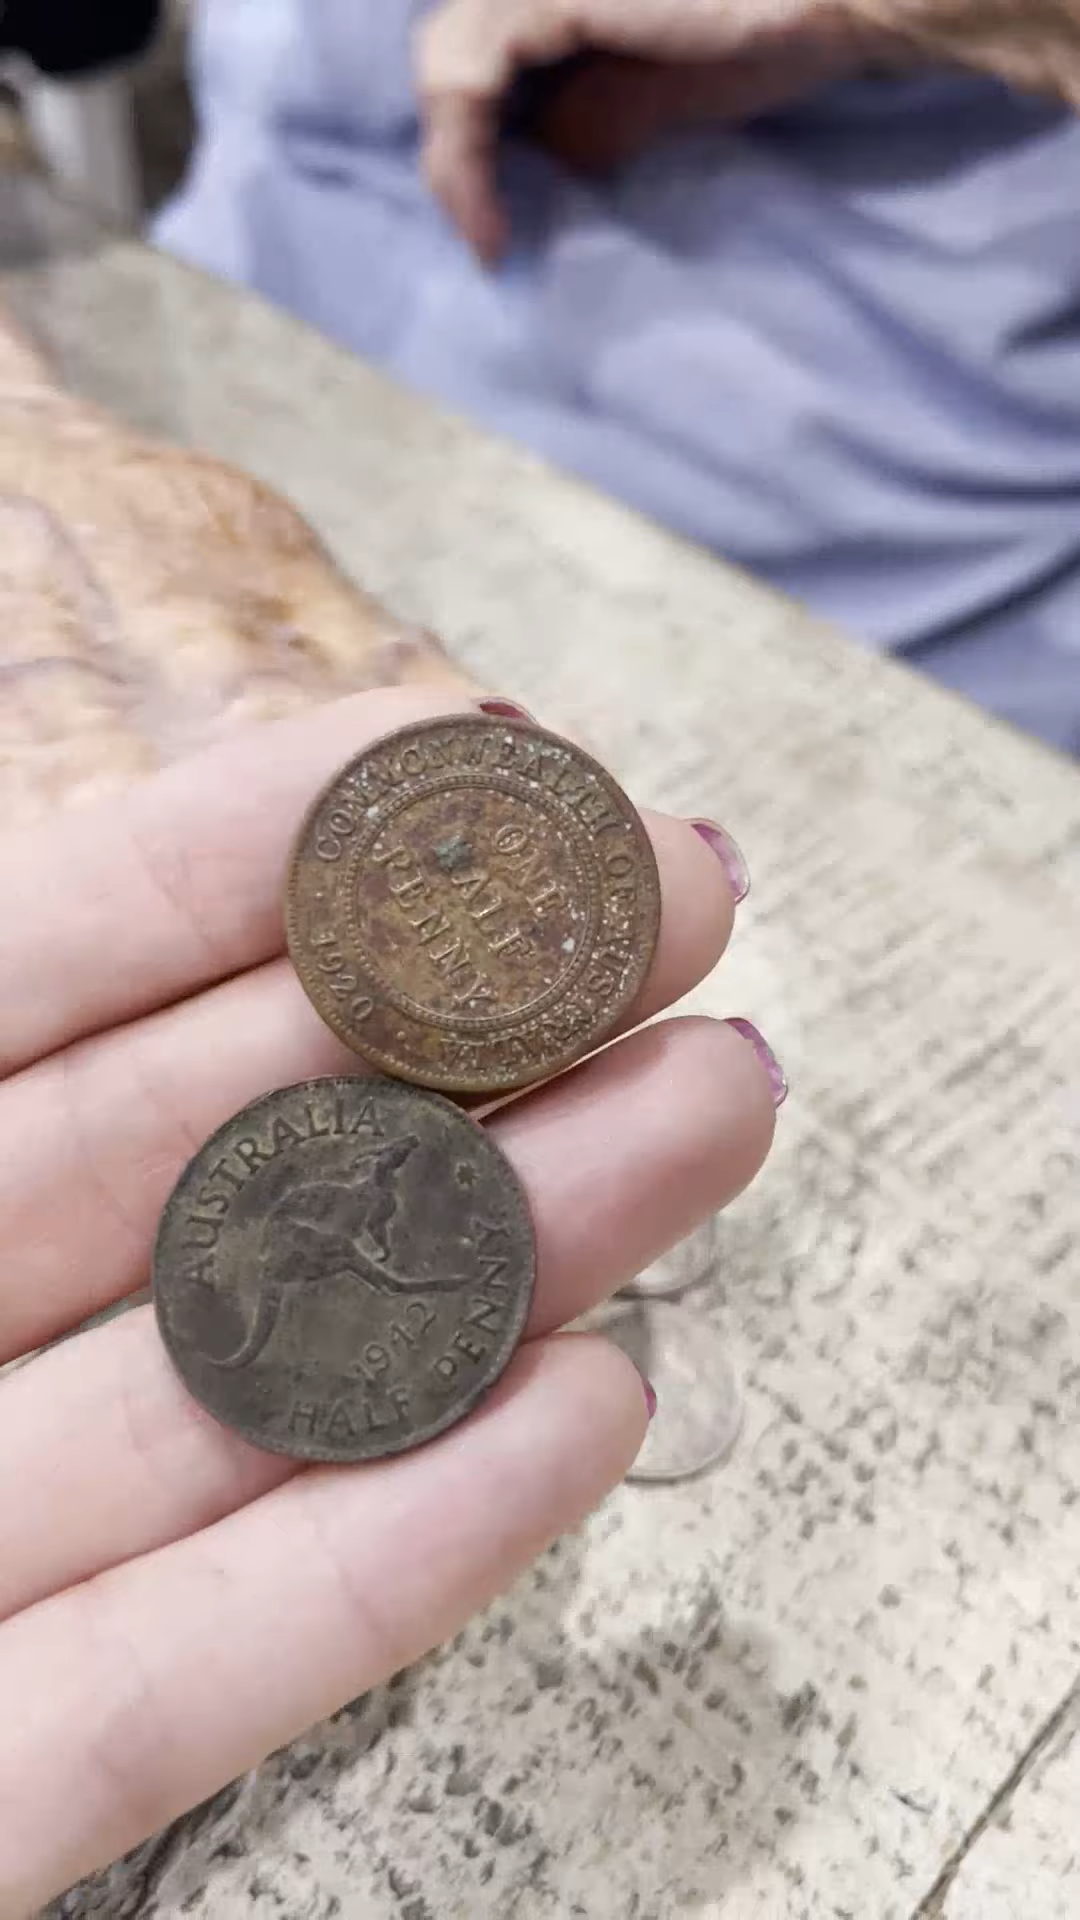 COMMONWEALTH OF AUSTRALIA
ONE
HALF
PENNY
1920
AUSTRALIA
1942
HALF PENNY